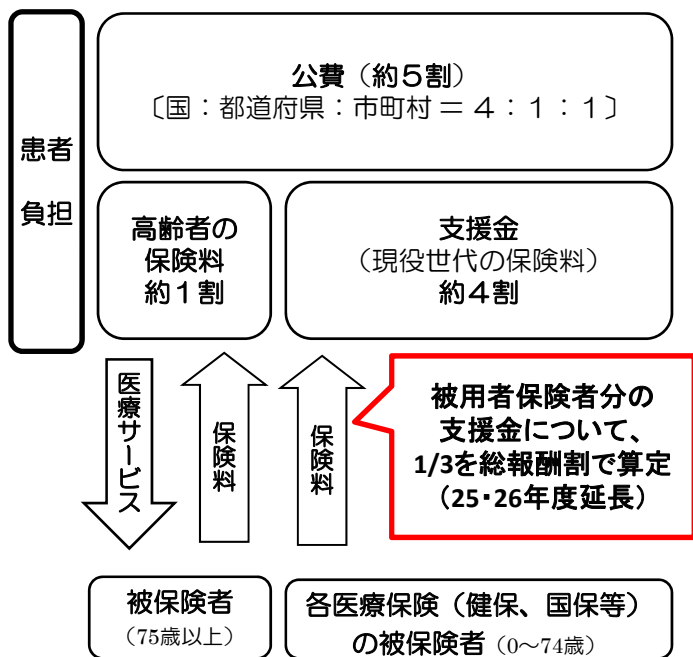 患者
負担
公費（約５割）
〔国：都道府県：市町村＝４：１：１〕
高齢者の
保険料
約１割
支援金
（現役世代の保険料）
約４割
医療サービス
保険料
保険料
被用者保険者分の
支援金について、
1/3を総報酬割で算定
（25・26年度延長）
被保険者
（75歳以上）
各医療保険（健保、国保等）
の被保険者（0～74歳）